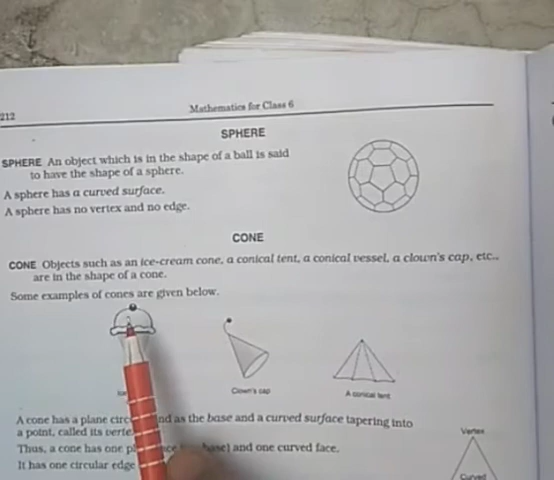 212
Mathematics for Class 6
SPHERE
SPHERE An object which is in the shape of a ball is said
to have the shape of a sphere.
A sphere has a curved surface.
A sphere has no vertex and no edge.
CONE
CONE Objects such as an ice-cream cone, a conical tent, a conical vessel, a clown's cap, etc.,
are in the shape of a cone.
Some examples of cones are given below.
Clown's cap
A conical tent
A cone has a plane as the base and a curved surface tapering into
a point, called its
Vertex
Thus, a cone has one base) and one curved face.
It has one circular edge
Curved